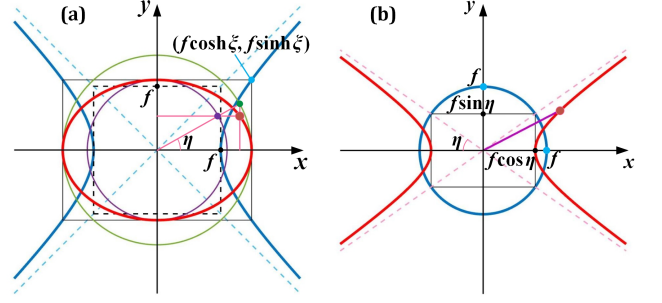 (a)
y
(f cosh ξ, f sinh ξ)
f
η
f
x
(b)
y
f
f sin η
η
f cos η
f
x